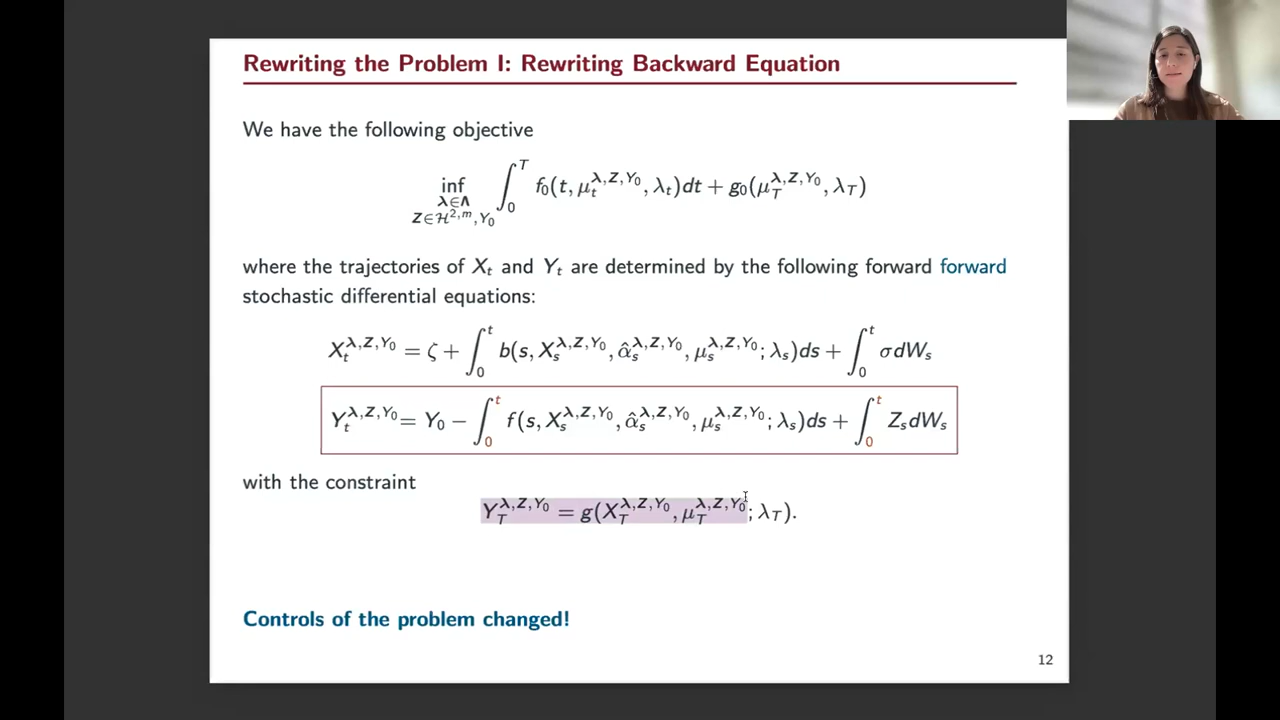 Rewriting the Problem I: Rewriting Backward Equation
We have the following objective
inf_{λ∈Λ, Z∈ℋ^{2,m}, Y_0} ∫_0^T f_0(t, μ_t^{λ,Z,Y_0}, λ_t)dt + g_0(μ_T^{λ,Z,Y_0}, λ_T)
where the trajectories of X_t and Y_t are determined by the following forward forward
stochastic differential equations:
X_t^{λ,Z,Y_0} = ζ + ∫_0^t b(s, X_s^{λ,Z,Y_0}, α̂_s^{λ,Z,Y_0}, μ_s^{λ,Z,Y_0}; λ_s)ds + ∫_0^t σdW_s
Y_t^{λ,Z,Y_0} = Y_0 − ∫_0^t f(s, X_s^{λ,Z,Y_0}, α̂_s^{λ,Z,Y_0}, μ_s^{λ,Z,Y_0}; λ_s)ds + ∫_0^t Z_s dW_s
with the constraint
Y_T^{λ,Z,Y_0} = g(X_T^{λ,Z,Y_0}, μ_T^{λ,Z,Y_0}; λ_T).
Controls of the problem changed!
12